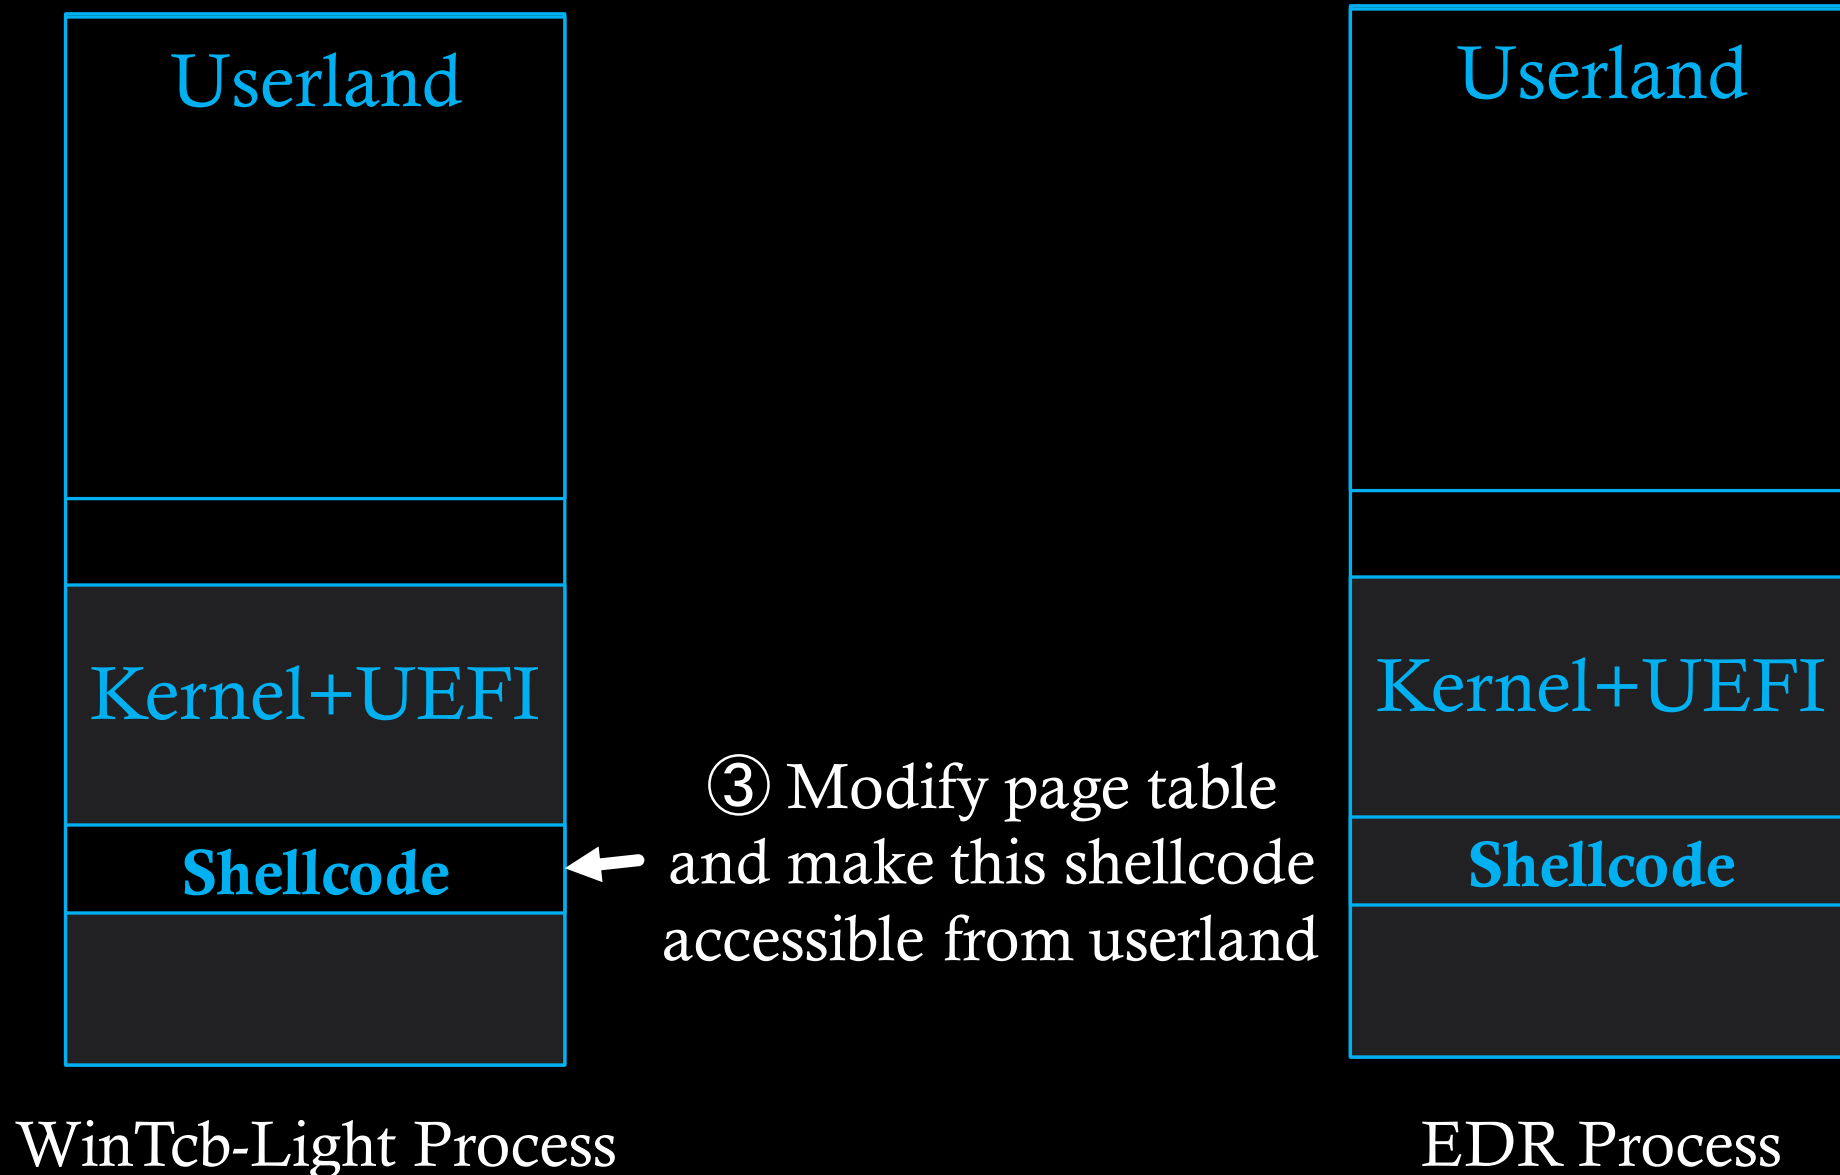 Userland
Kernel+UEFI
Shellcode
WinTcb-Light Process
③ Modify page table
and make this shellcode
accessible from userland
Userland
Kernel+UEFI
Shellcode
EDR Process